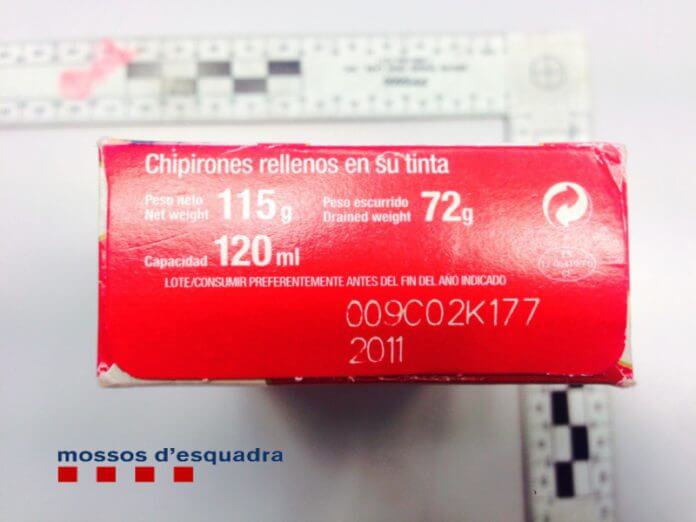 Chipirones rellenos en su tinta
Peso neto
Net weight 115g
Peso escurrido
Drained weight 72g
Capacidad 120 ml
LOTE/CONSUMIR PREFERENTEMENTE ANTES DEL FIN DEL AÑO INDICADO
009C02K177
2011
mossos d'esquadra